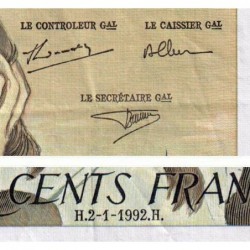 LE CONTROLEUR GAL LE CAISSIER GAL
LE SECRÉTAIRE GAL
CENTS FRAN
H.2-1-1992.H.